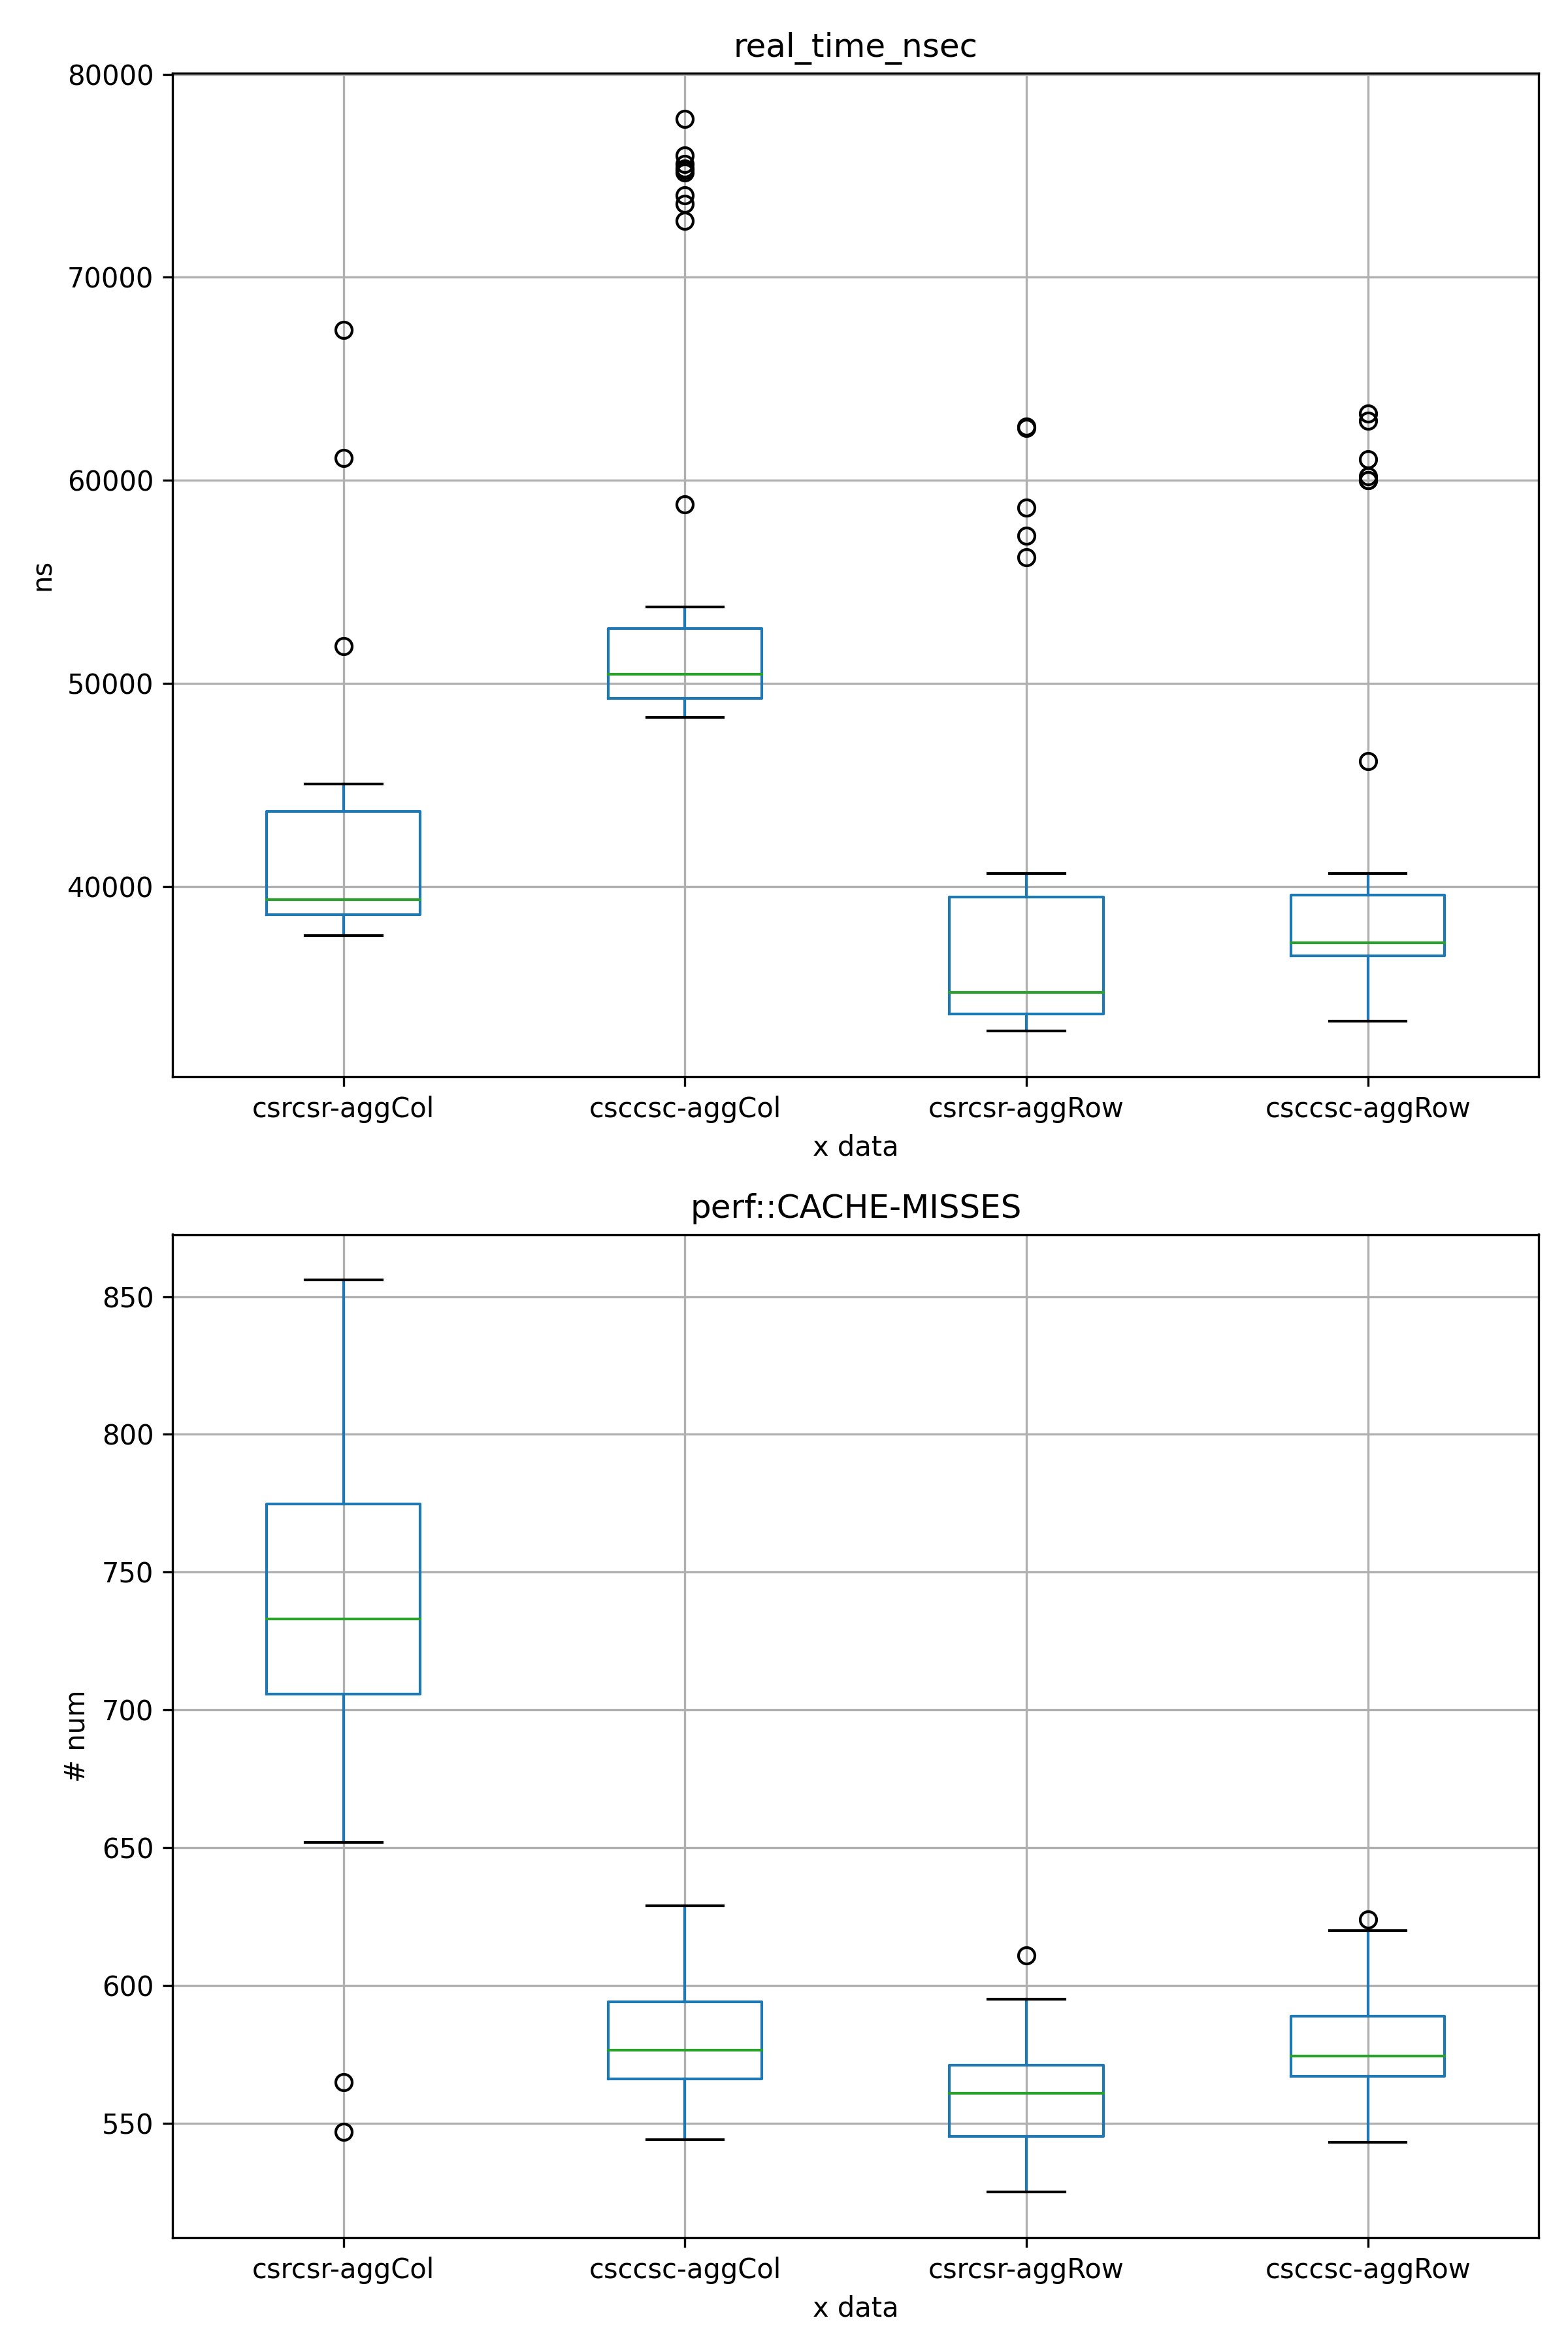 real_time_nsec
80000
70000
60000
50000
40000
ns
csrcsr-aggCol csccsc-aggCol csrcsr-aggRow csccsc-aggRow
x data
perf::CACHE-MISSES
850
800
750
700
650
600
550
# num
csrcsr-aggCol csccsc-aggCol csrcsr-aggRow csccsc-aggRow
x data